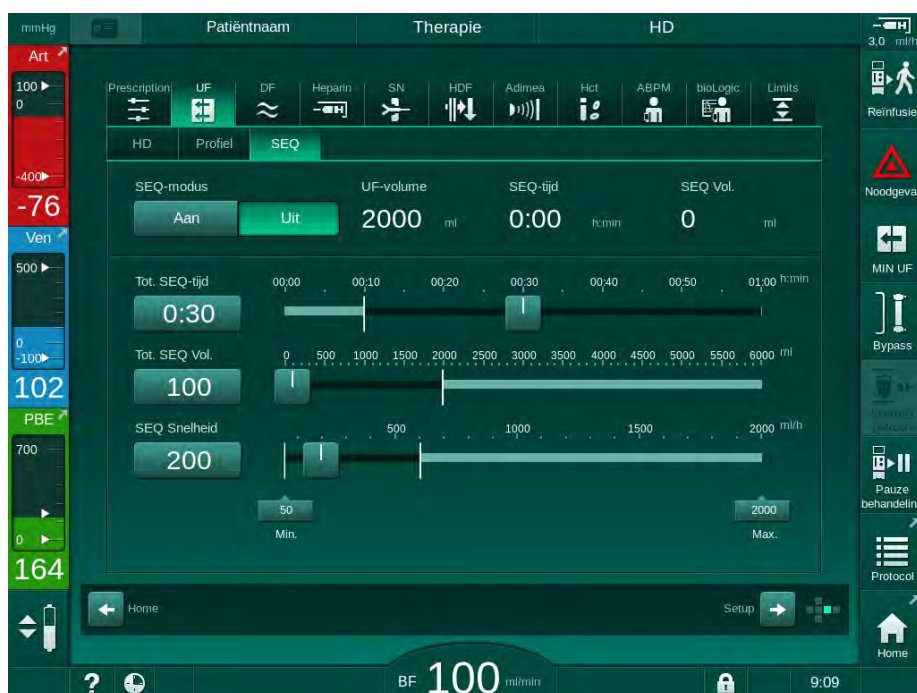 mmHg Patiëntnaam Therapie HD
3,0 ml/h
Art
100
0
-400
-76
Ven
500
0
-100
102
PBE
700
0
164
Prescription UF DF Heparin SN HDF Adimea Hct ABPM bioLogic Limits
HD Profiel SEQ
SEQ-modus UF-volume SEQ-tijd SEQ Vol.
Aan Uit 2000 ml 0:00 h:min 0 ml
Tot. SEQ-tijd 00:00 00:10 00:20 00:30 00:40 00:50 01:00 h:min
0:30
Tot. SEQ Vol. 0 500 1000 1500 2000 2500 3000 3500 4000 4500 5000 5500 6000 ml
100
SEQ Snelheid 500 1000 1500 2000 ml/h
200
50 2000
Min. Max.
Home Setup
Reïnfusie
Noodgeva
MIN UF
Bypass
Pauze
behandelin
Protocol
Home
? BF 100 ml/min 9:09